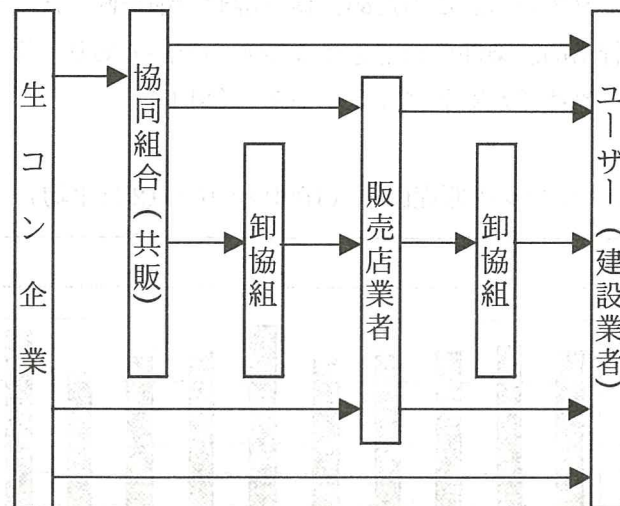 生コン企業
協同組合(共販)
卸協組
販売店業者
卸協組
ユーザー(建設業者)